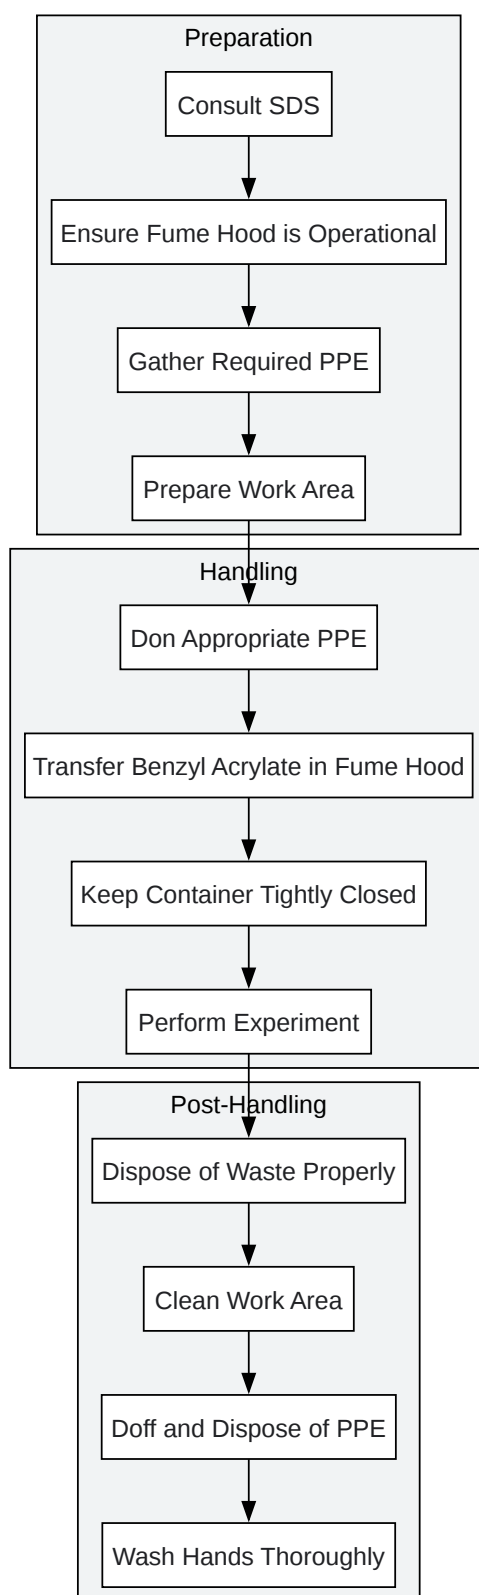 Preparation
Consult SDS
Ensure Fume Hood is Operational
Gather Required PPE
Prepare Work Area
Handling
Don Appropriate PPE
Transfer Benzyl Acrylate in Fume Hood
Keep Container Tightly Closed
Perform Experiment
Post-Handling
Dispose of Waste Properly
Clean Work Area
Doff and Dispose of PPE
Wash Hands Thoroughly